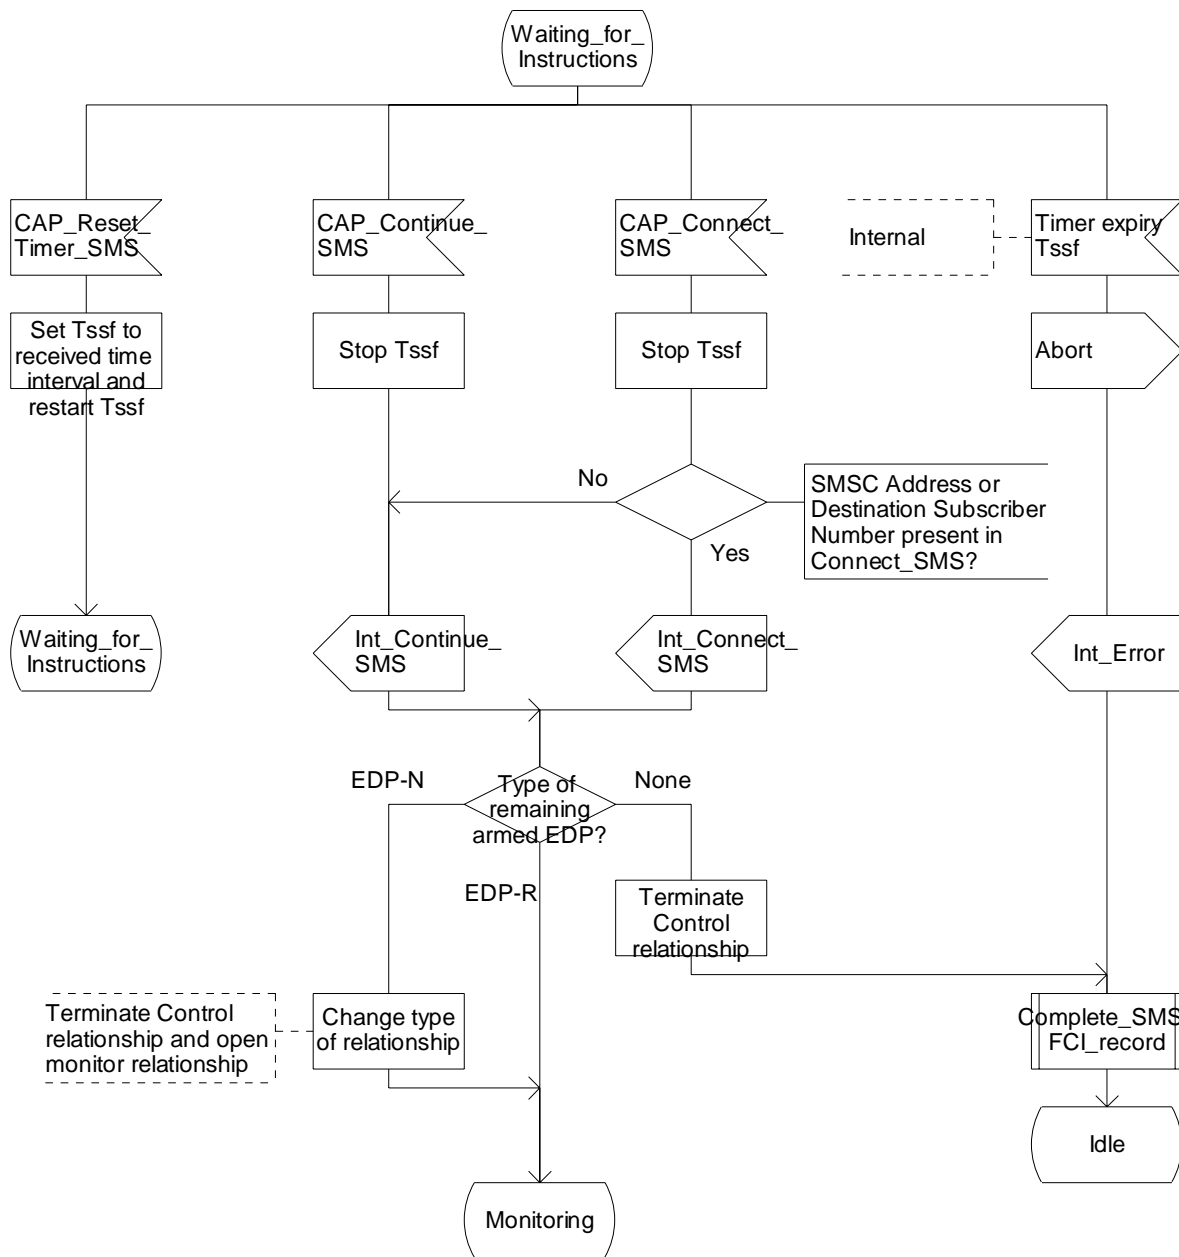 Waiting_for_
Instructions
CAP_Reset_
Timer_SMS
CAP_Continue_
SMS
CAP_Connect_
SMS
Internal
Timer expiry
Tssf
Set Tssf to
received time
interval and
restart Tssf
Stop Tssf
Stop Tssf
Abort
No
Yes
SMSC Address or
Destination Subscriber
Number present in
Connect_SMS?
Waiting_for_
Instructions
Int_Continue_
SMS
Int_Connect_
SMS
Int_Error
EDP-N
Type of
remaining
armed EDP?
None
EDP-R
Terminate
Control
relationship
Terminate Control
relationship and open
monitor relationship
Change type
of relationship
Complete_SMS
FCI_record
Idle
Monitoring